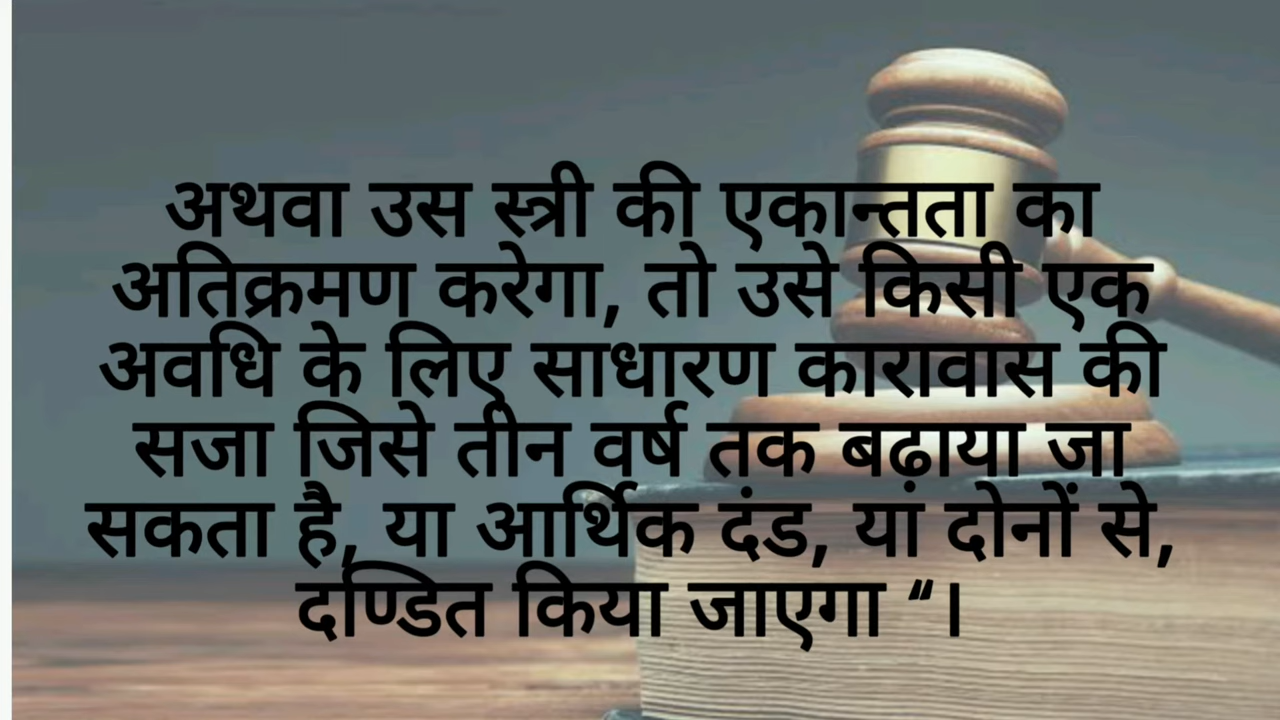 अथवा उस स्त्री की एकान्तता का
अतिक्रमण करेगा, तो उसे किसी एक
अवधि के लिए साधारण कारावास की
सजा जिसे तीन वर्ष तक बढ़ाया जा
सकता है, या आर्थिक दंड, यां दोनों से,
दण्डित किया जाएगा “।